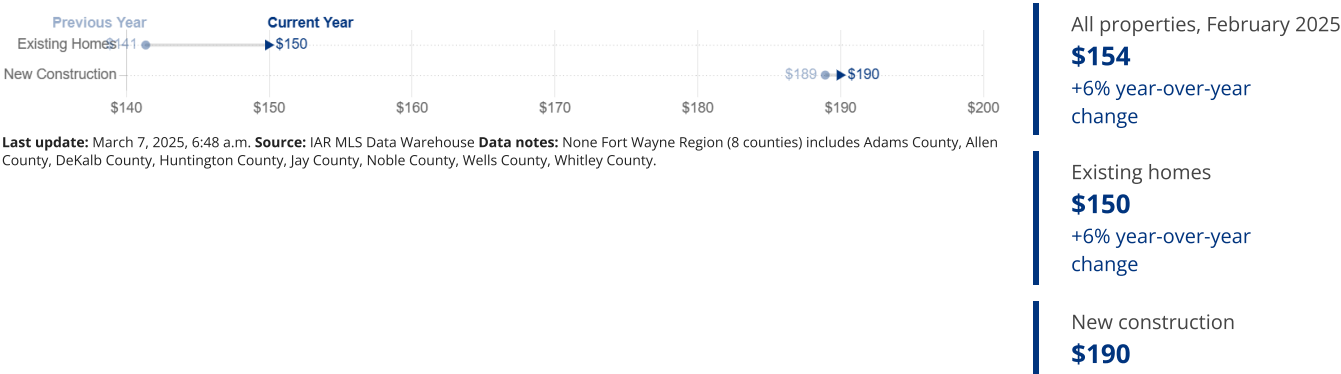 Previous Year Current Year
Existing Homes $141 $150
New Construction $189 $190
$140 $150 $160 $170 $180 $190 $200
Last update: March 7, 2025, 6:48 a.m. Source: IAR MLS Data Warehouse Data notes: None Fort Wayne Region (8 counties) includes Adams County, Allen
County, DeKalb County, Huntington County, Jay County, Noble County, Wells County, Whitley County.
All properties, February 2025
$154
+6% year-over-year
change
Existing homes
$150
+6% year-over-year
change
New construction
$190